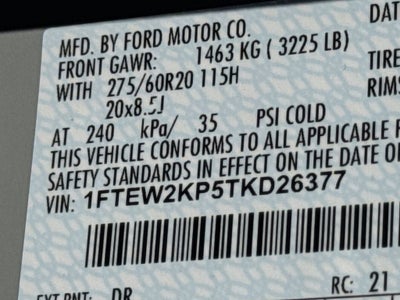 MFD. BY FORD MOTOR CO. DAT
FRONT GAWR: 1463 KG ( 3225 LB)
WITH 275/60R20 115H TIRE
20x8.5J RIMS
AT 240 kPa/ 35 PSI COLD
THIS VEHICLE CONFORMS TO ALL APPLICABLE F
SAFETY STANDARDS IN EFFECT ON THE DATE O
VIN: 1FTEW2KP5TKD26377
EXT PNT: DR RC: 21